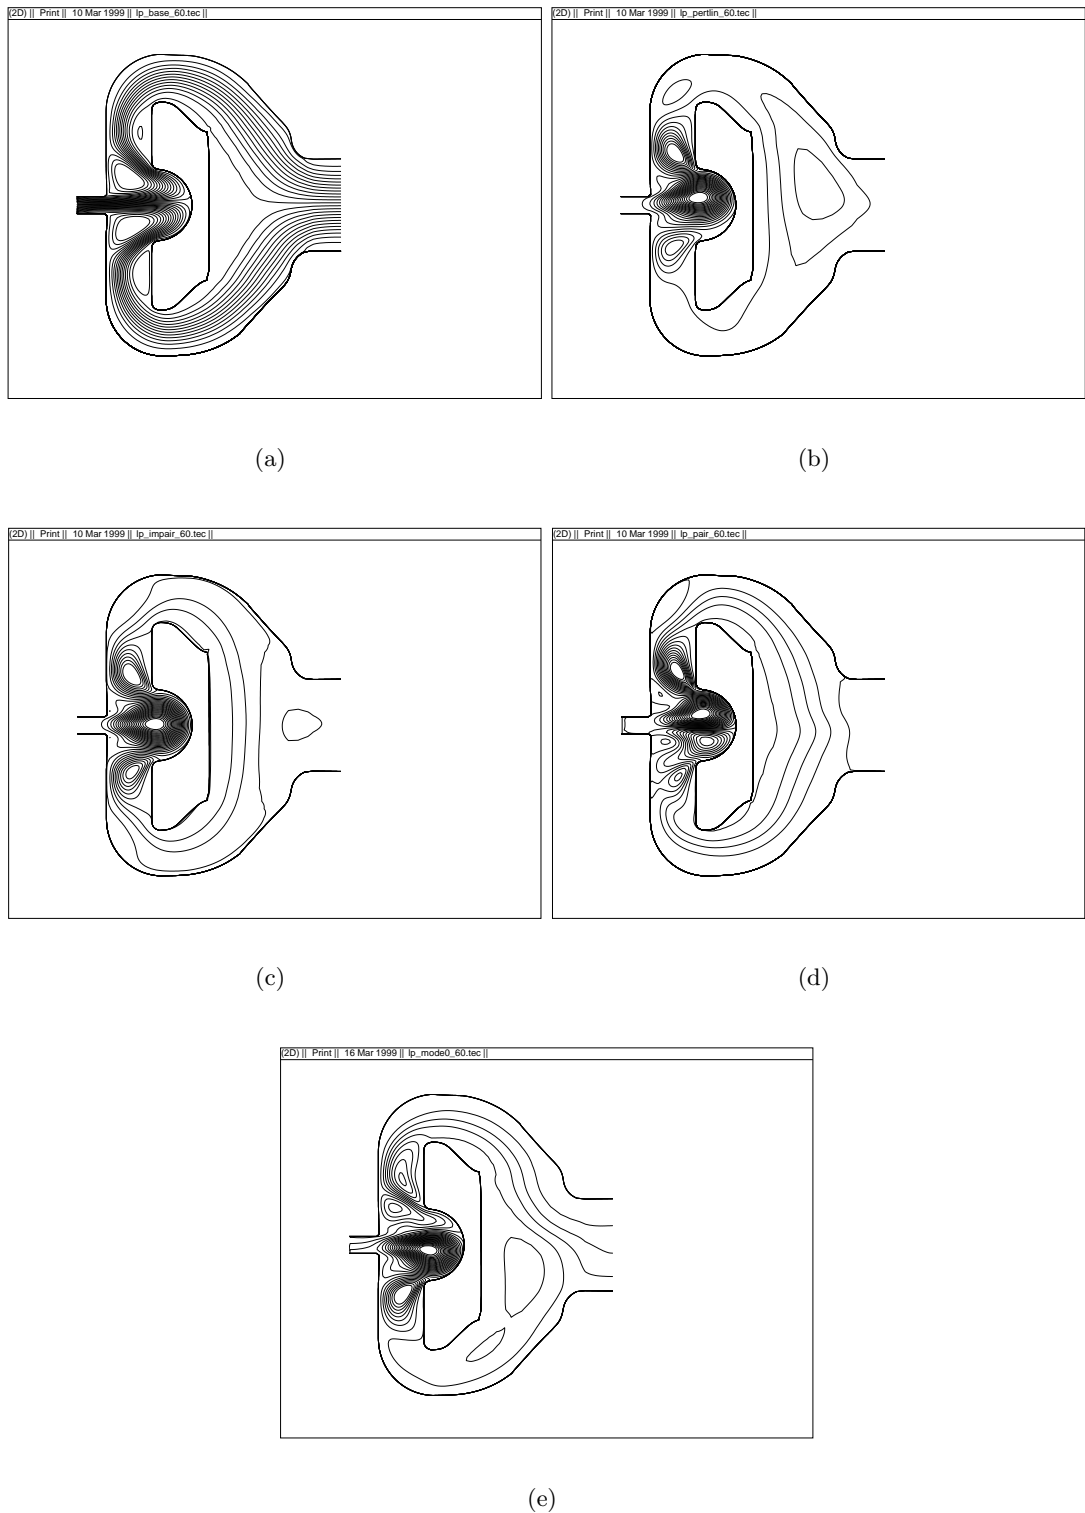 (2D) || Print || 10 Mar 1999 || lp_base_60.tec ||
(2D) || Print || 10 Mar 1999 || lp_pertlin_60.tec ||
(a)
(b)
(2D) || Print || 10 Mar 1999 || lp_impair_60.tec ||
(2D) || Print || 10 Mar 1999 || lp_pair_60.tec ||
(c)
(d)
(2D) || Print || 16 Mar 1999 || lp_mode0_60.tec ||
(e)